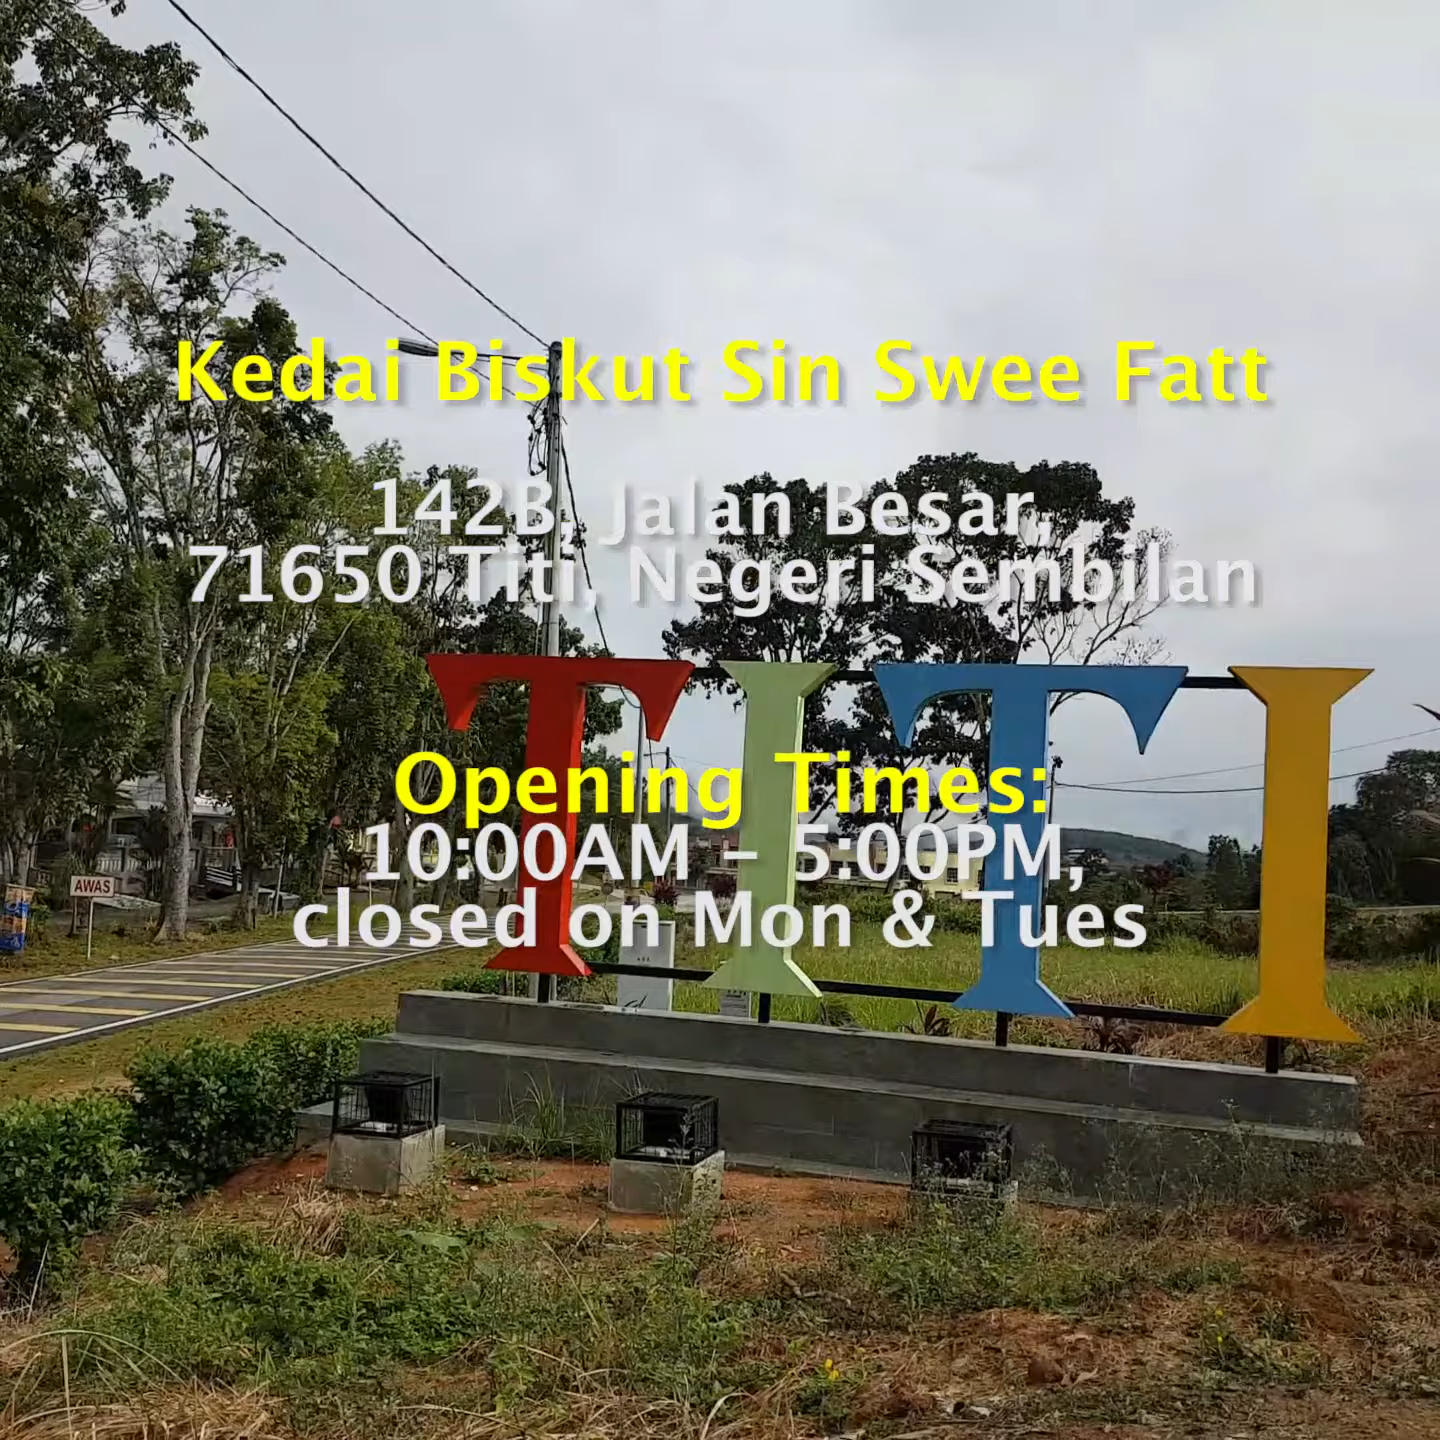 Kedai Biskut Sin Swee Fatt
142B, Jalan Besar,
71650 Titi, Negeri Sembilan
TITI
Opening Times:
10:00AM - 5:00PM,
closed on Mon & Tues
AWAS